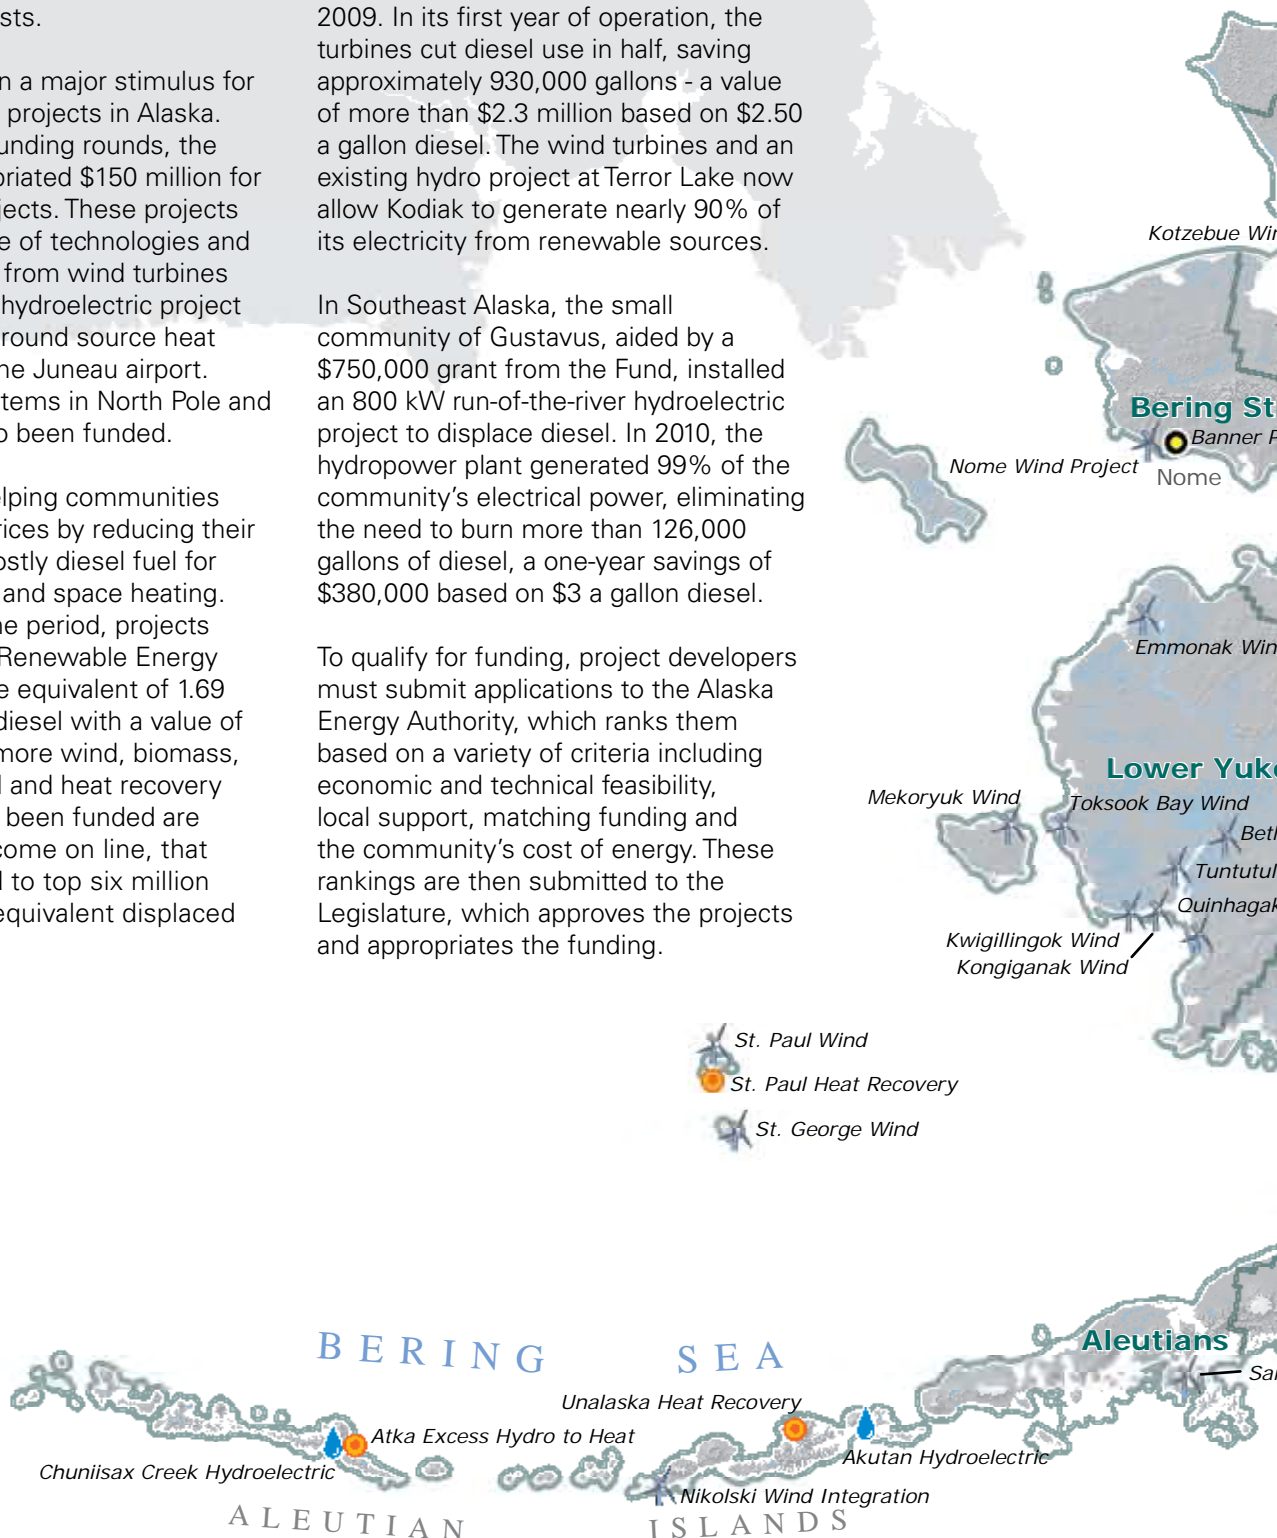 sts.
n a major stimulus for
projects in Alaska.
unding rounds, the
priated $150 million for
jects. These projects
e of technologies and
from wind turbines
hydroelectric project
round source heat
he Juneau airport.
tems in North Pole and
o been funded.
elping communities
rices by reducing their
ostly diesel fuel for
and space heating.
ne period, projects
Renewable Energy
e equivalent of 1.69
diesel with a value of
more wind, biomass,
l and heat recovery
been funded are
come on line, that
l to top six million
equivalent displaced
2009. In its first year of operation, the
turbines cut diesel use in half, saving
approximately 930,000 gallons - a value
of more than $2.3 million based on $2.50
a gallon diesel. The wind turbines and an
existing hydro project at Terror Lake now
allow Kodiak to generate nearly 90% of
its electricity from renewable sources.
In Southeast Alaska, the small
community of Gustavus, aided by a
$750,000 grant from the Fund, installed
an 800 kW run-of-the-river hydroelectric
project to displace diesel. In 2010, the
hydropower plant generated 99% of the
community's electrical power, eliminating
the need to burn more than 126,000
gallons of diesel, a one-year savings of
$380,000 based on $3 a gallon diesel.
To qualify for funding, project developers
must submit applications to the Alaska
Energy Authority, which ranks them
based on a variety of criteria including
economic and technical feasibility,
local support, matching funding and
the community's cost of energy. These
rankings are then submitted to the
Legislature, which approves the projects
and appropriates the funding.
Kotzebue Win
Bering St
Banner P
Nome Wind Project
Nome
Emmonak Win
Lower Yuk
Mekoryuk Wind
Toksook Bay Wind
Beth
Tuntutul
Quinhagak
Kwigillingok Wind
Kongiganak Wind
St. Paul Wind
St. Paul Heat Recovery
St. George Wind
BERING SEA
Aleutians
Sa
Unalaska Heat Recovery
Atka Excess Hydro to Heat
Akutan Hydroelectric
Chuniisax Creek Hydroelectric
Nikolski Wind Integration
ALEUTIAN ISLANDS